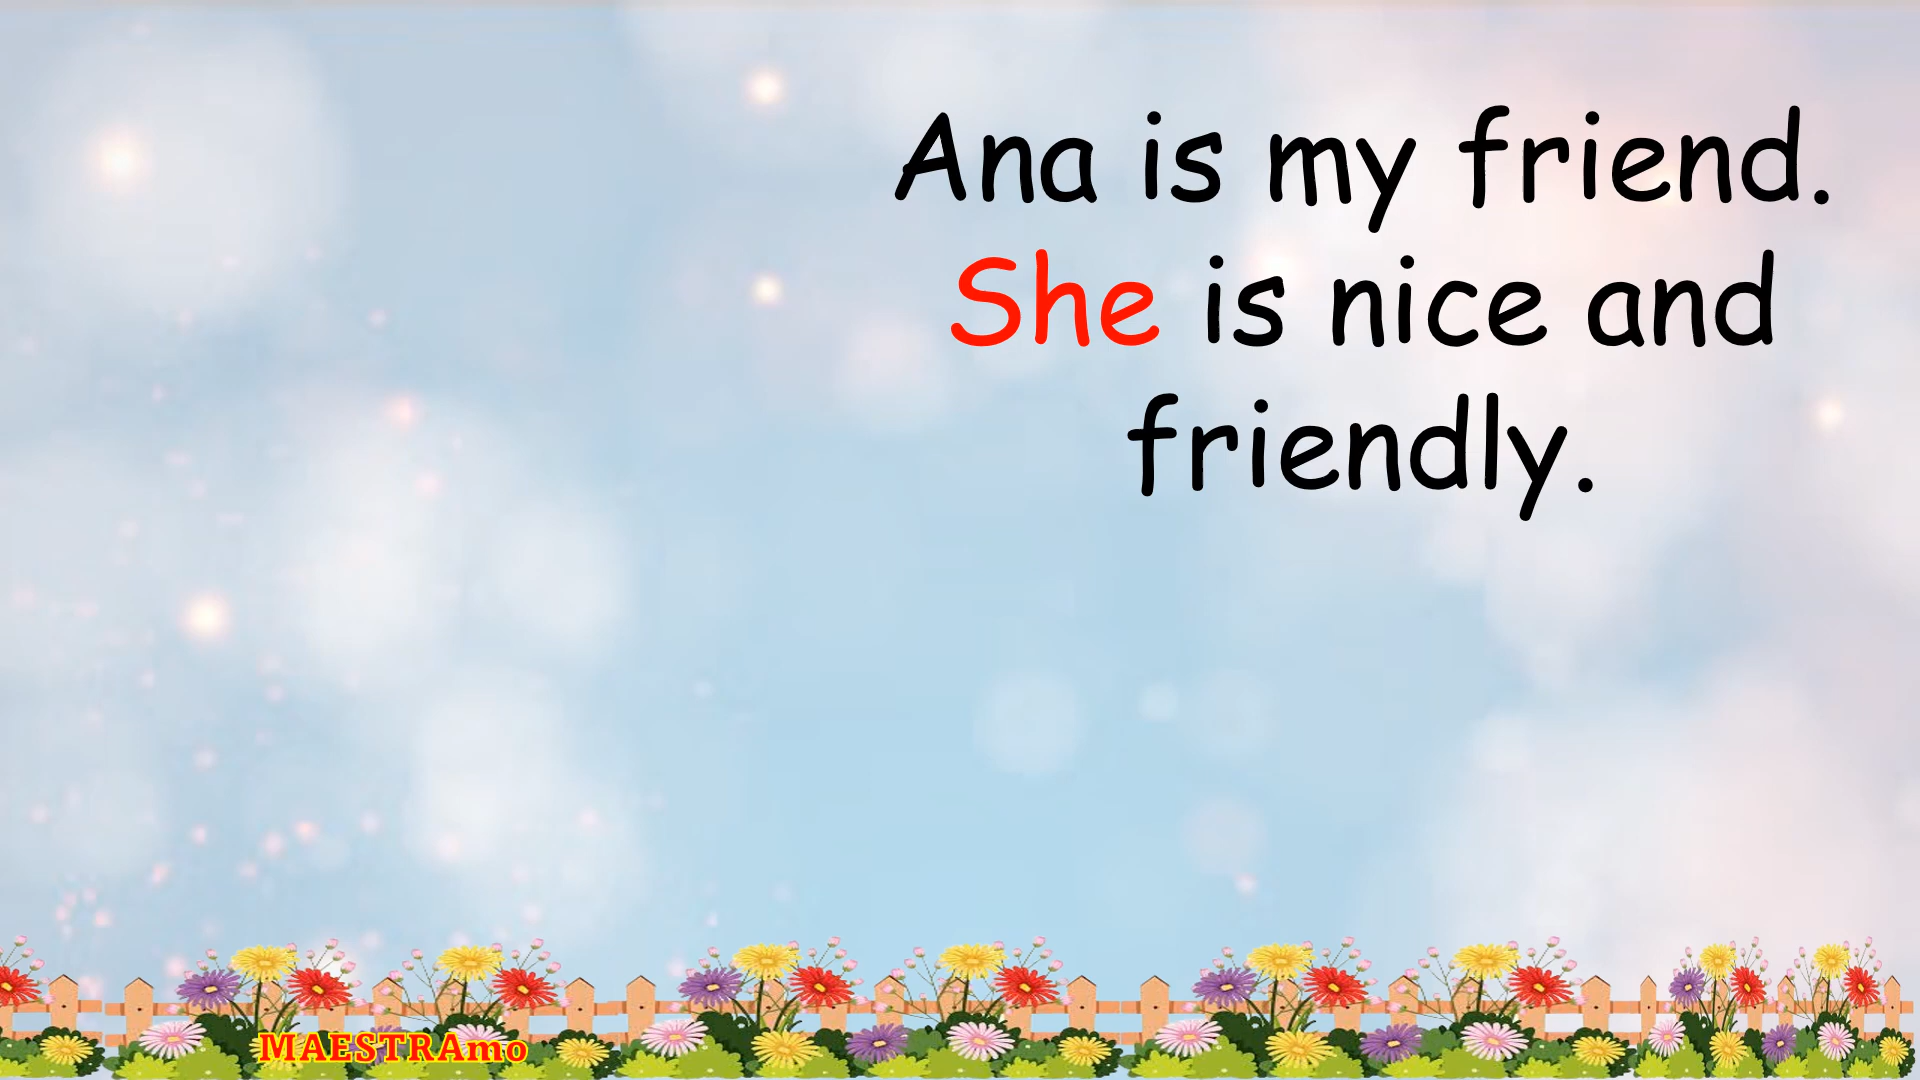 Ana is my friend.
She is nice and
friendly.
MAESTRAmo